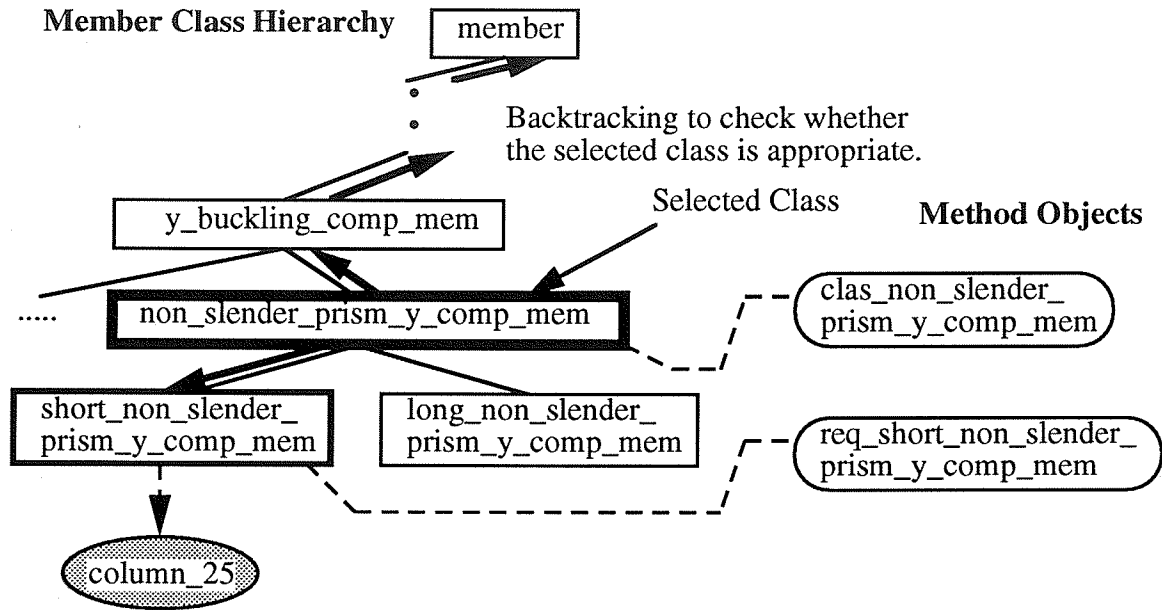 Member Class Hierarchy
member
Backtracking to check whether
the selected class is appropriate.
Selected Class
Method Objects
y_buckling_comp_mem
.....
non_slender_prism_y_comp_mem
clas_non_slender_
prism_y_comp_mem
short_non_slender_
prism_y_comp_mem
long_non_slender_
prism_y_comp_mem
req_short_non_slender_
prism_y_comp_mem
column_25